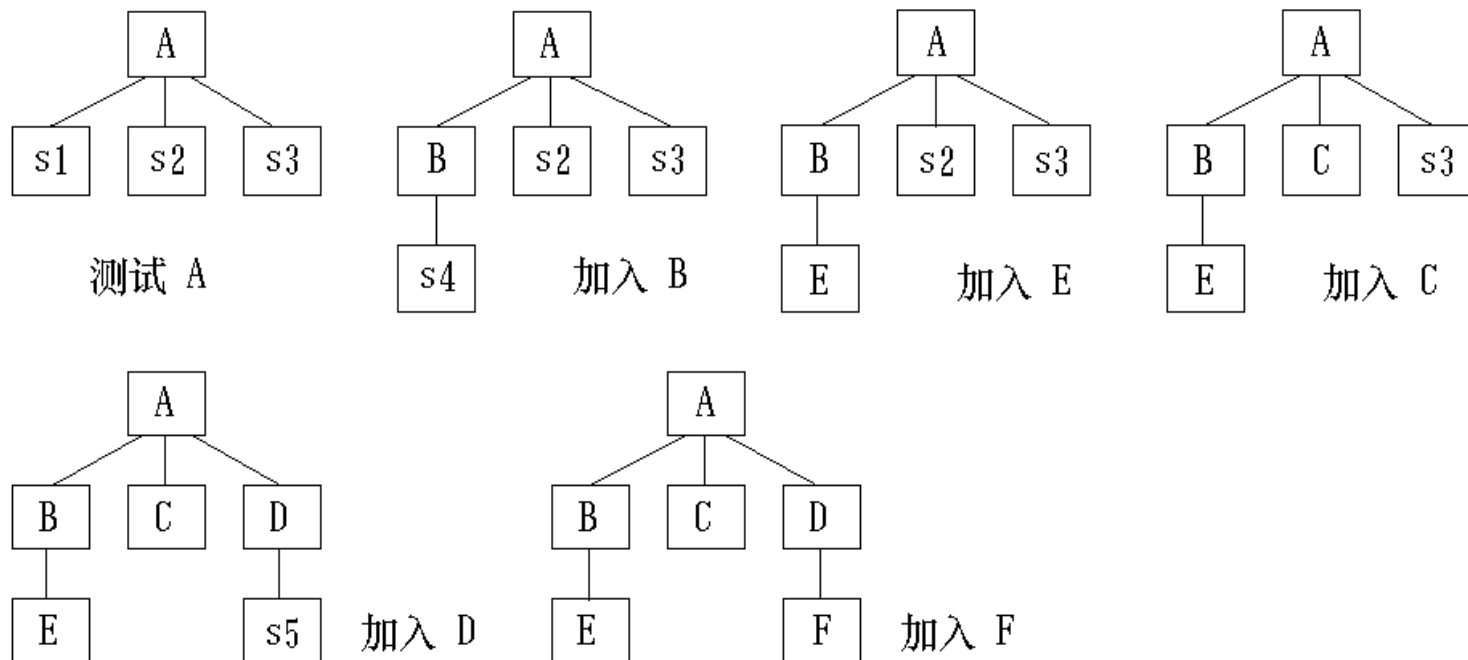 A A A A
s1 s2 s3 B s2 s3 B s2 s3 B C s3
测试 A s4 加入 B E 加入 E E 加入 C
A A
B C D B C D
E s5 加入 D E F 加入 F